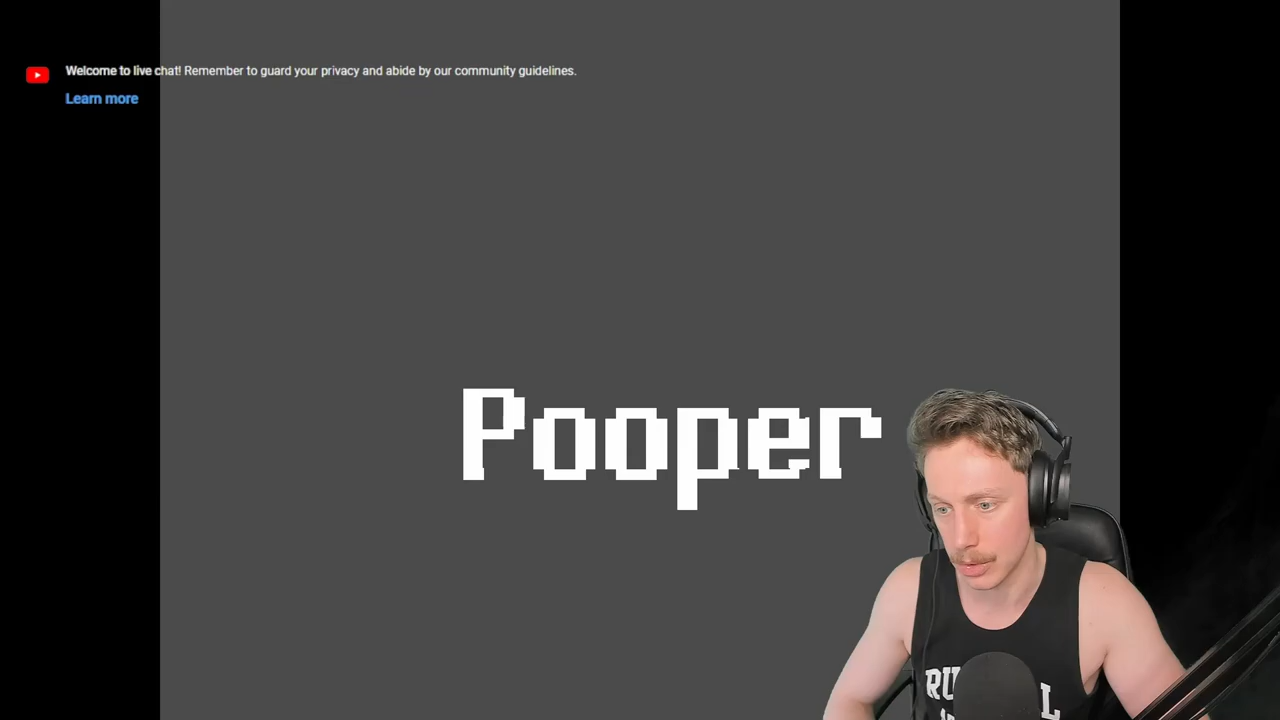 Welcome to live chat! Remember to guard your privacy and abide by our community guidelines.
Learn more
Pooper